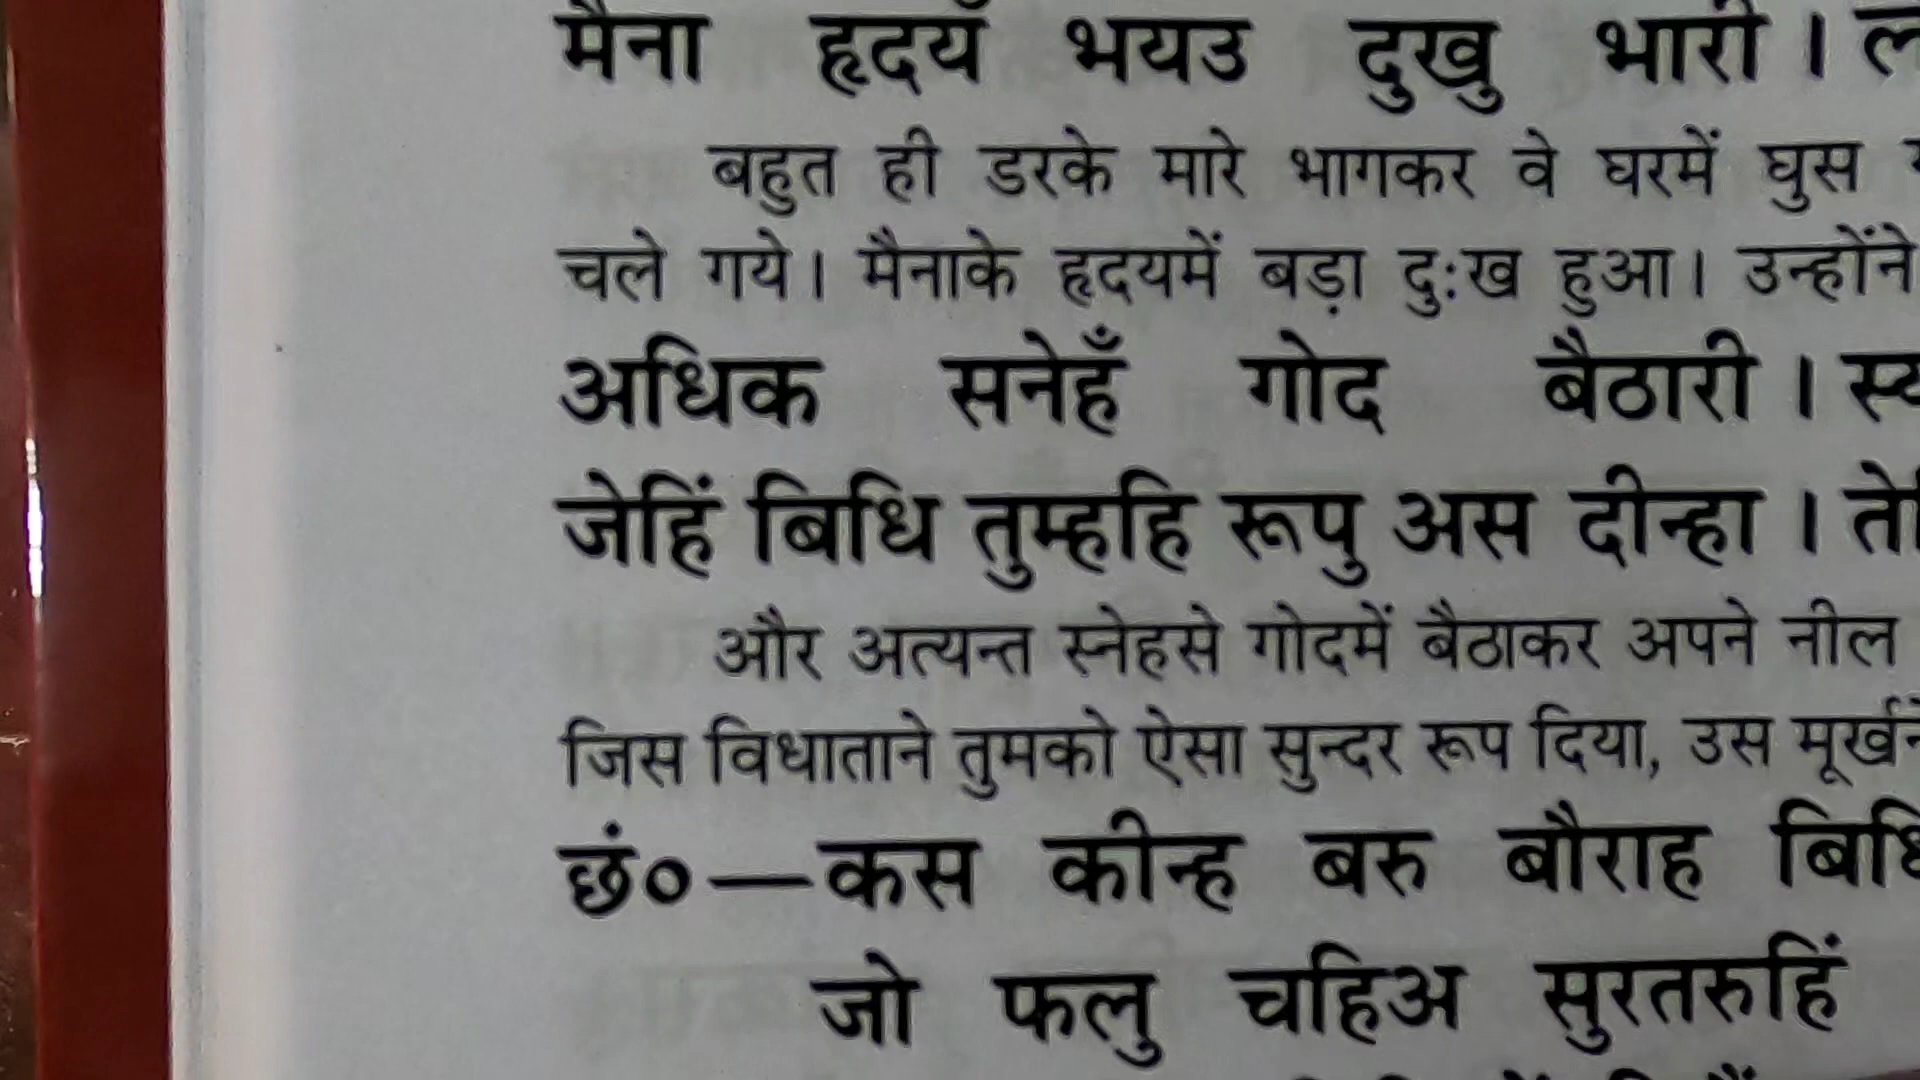 मैना हृदयँ भयउ दुखु भारी ।
बहुत ही डरके मारे भागकर वे घरमें घुस
चले गये। मैनाके हृदयमें बड़ा दुःख हुआ। उन्होंने
अधिक सनेहँ गोद बैठारी ।
जेहिं बिधि तुम्हहि रूपु अस दीन्हा ।
और अत्यन्त स्नेहसे गोदमें बैठाकर अपने नील
जिस विधाताने तुमको ऐसा सुन्दर रूप दिया, उस
छं०—कस कीन्ह बरु बौराह
जो फलु चहिअ सुरतरुहिं